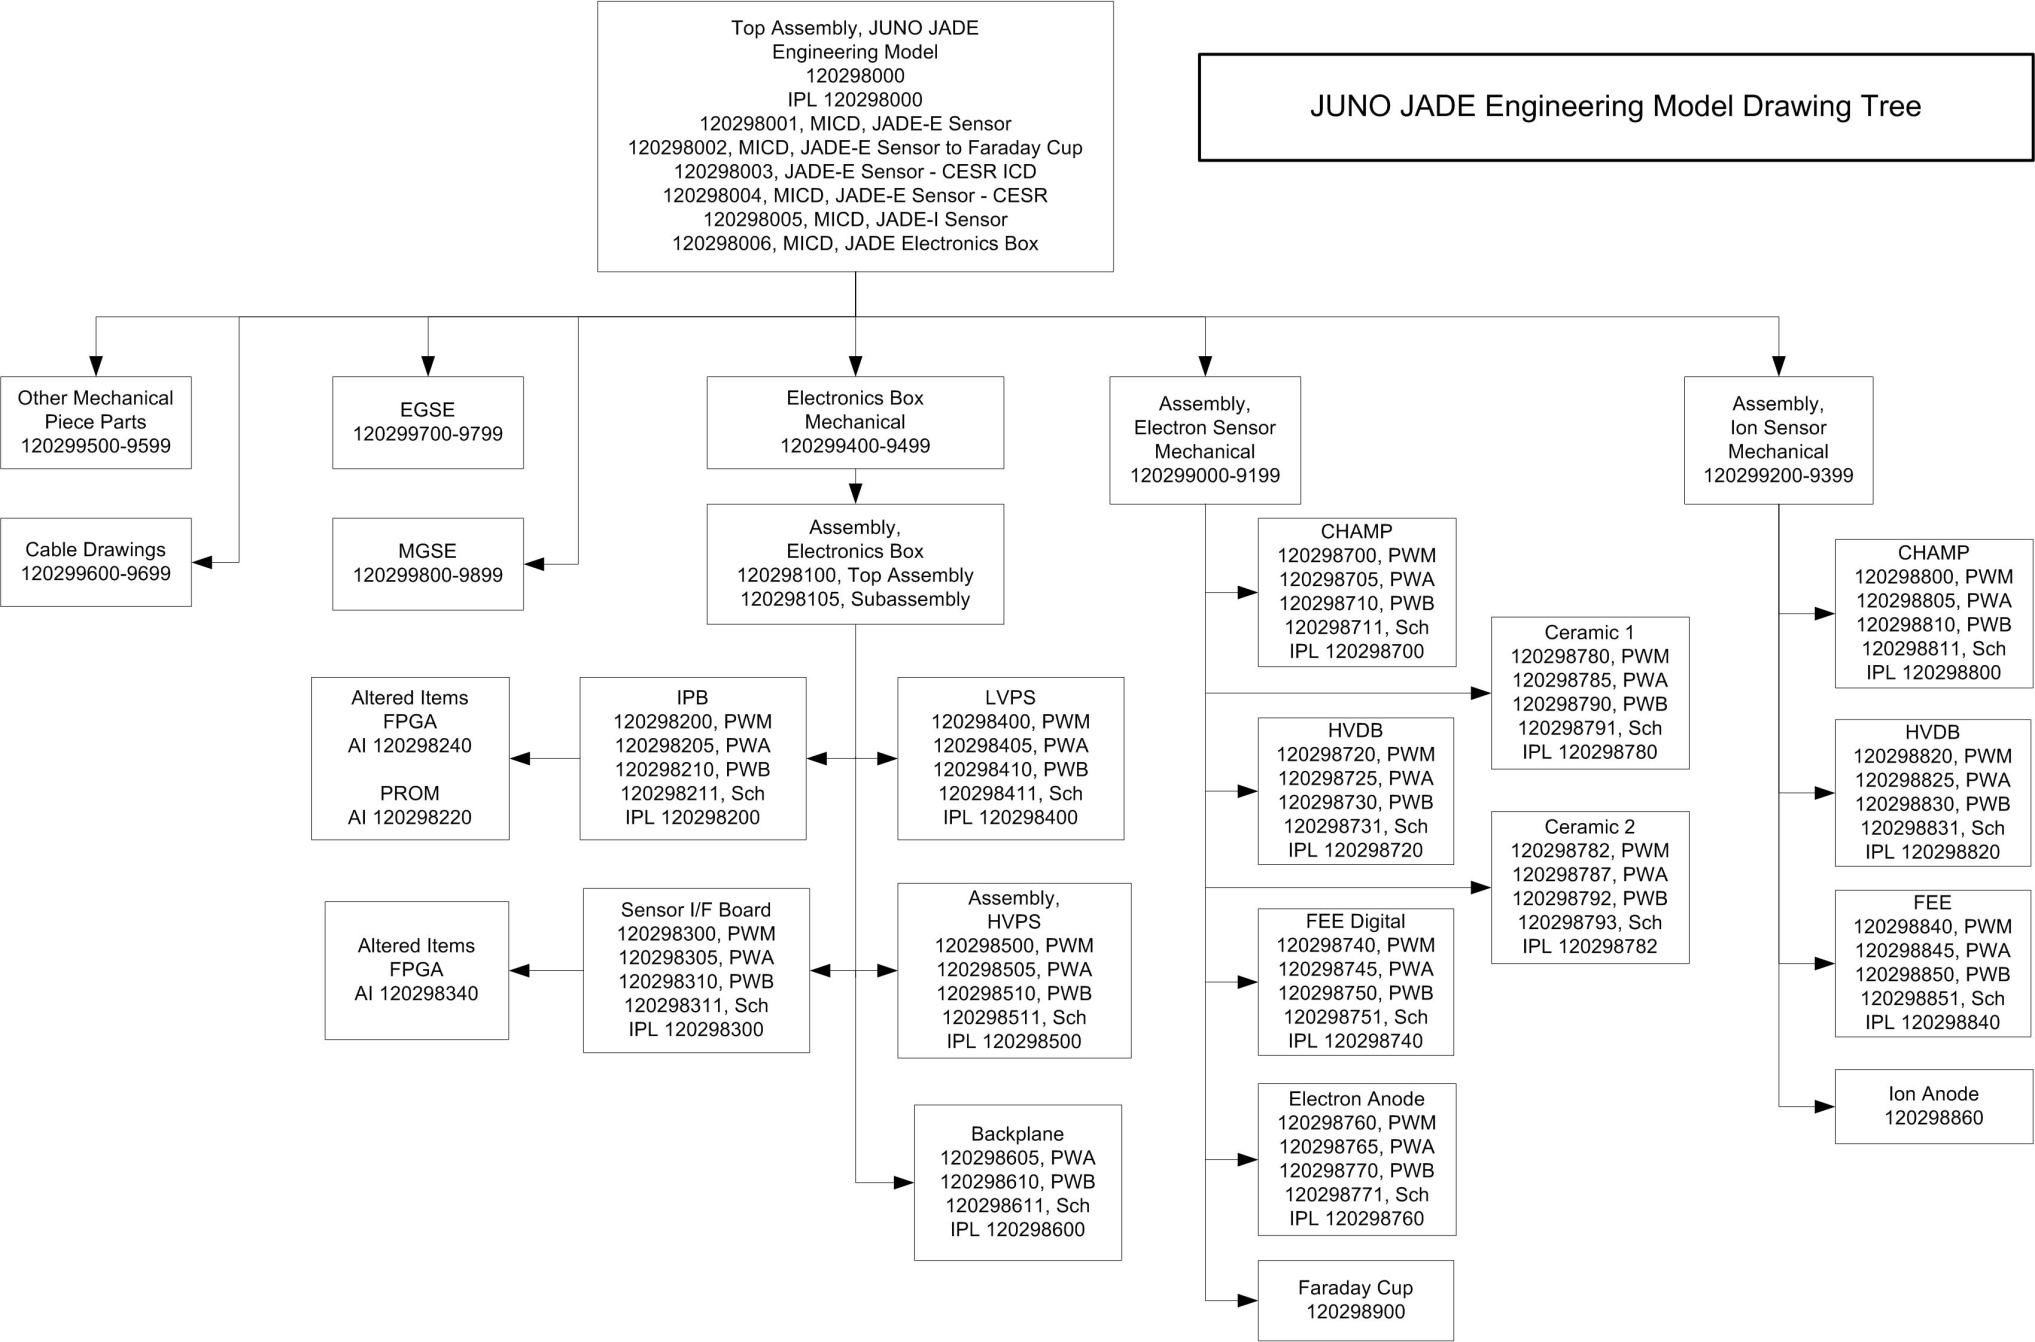 Top Assembly, JUNO JADE
Engineering Model
120298000
IPL 120298000
120298001, MICD, JADE-E Sensor
120298002, MICD, JADE-E Sensor to Faraday Cup
120298003, JADE-E Sensor - CESR ICD
120298004, MICD, JADE-E Sensor - CESR
120298005, MICD, JADE-I Sensor
120298006, MICD, JADE Electronics Box
JUNO JADE Engineering Model Drawing Tree
Other Mechanical
Piece Parts
120299500-9599
Cable Drawings
120299600-9699
EGSE
120299700-9799
MGSE
120299800-9899
Electronics Box
Mechanical
120299400-9499
Assembly,
Electronics Box
120298100, Top Assembly
120298105, Subassembly
Altered Items
FPGA
AI 120298240
PROM
AI 120298220
IPB
120298200, PWM
120298205, PWA
120298210, PWB
120298211, Sch
IPL 120298200
LVPS
120298400, PWM
120298405, PWA
120298410, PWB
120298411, Sch
IPL 120298400
Altered Items
FPGA
AI 120298340
Sensor I/F Board
120298300, PWM
120298305, PWA
120298310, PWB
120298311, Sch
IPL 120298300
Assembly,
HVPS
120298500, PWM
120298505, PWA
120298510, PWB
120298511, Sch
IPL 120298500
Backplane
120298605, PWA
120298610, PWB
120298611, Sch
IPL 120298600
Assembly,
Electron Sensor
Mechanical
120299000-9199
CHAMP
120298700, PWM
120298705, PWA
120298710, PWB
120298711, Sch
IPL 120298700
Ceramic 1
120298780, PWM
120298785, PWA
120298790, PWB
120298791, Sch
IPL 120298780
HVDB
120298720, PWM
120298725, PWA
120298730, PWB
120298731, Sch
IPL 120298720
Ceramic 2
120298782, PWM
120298787, PWA
120298792, PWB
120298793, Sch
IPL 120298782
FEE Digital
120298740, PWM
120298745, PWA
120298750, PWB
120298751, Sch
IPL 120298740
Electron Anode
120298760, PWM
120298765, PWA
120298770, PWB
120298771, Sch
IPL 120298760
Faraday Cup
120298900
Assembly,
Ion Sensor
Mechanical
120299200-9399
CHAMP
120298800, PWM
120298805, PWA
120298810, PWB
120298811, Sch
IPL 120298800
HVDB
120298820, PWM
120298825, PWA
120298830, PWB
120298831, Sch
IPL 120298820
FEE
120298840, PWM
120298845, PWA
120298850, PWB
120298851, Sch
IPL 120298840
Ion Anode
120298860